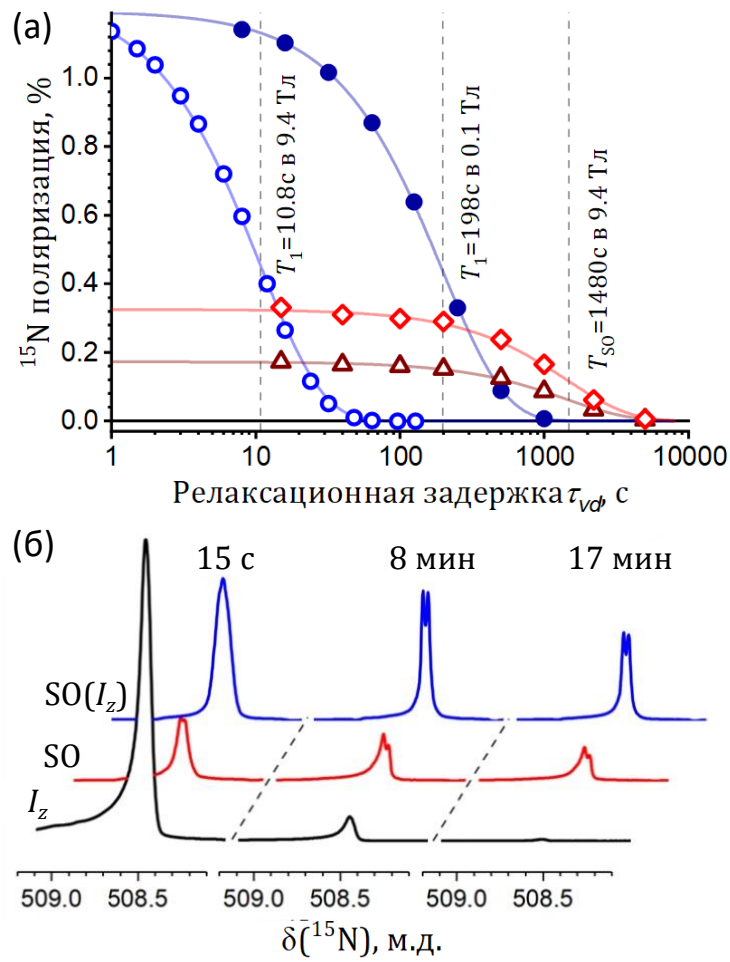 (а)
¹⁵N поляризация, %
1.0
0.8
0.6
0.4
0.2
0.0
T₁=10.8с в 9.4 Тл
T₁=198с в 0.1 Тл
T_SO=1480с в 9.4 Тл
1
10
100
1000
10000
Релаксационная задержка τ_vd, с
(б)
15 с
8 мин
17 мин
SO(I_z)
SO
I_z
509.0
508.5
509.0
508.5
509.0
508.5
δ(¹⁵N), м.д.